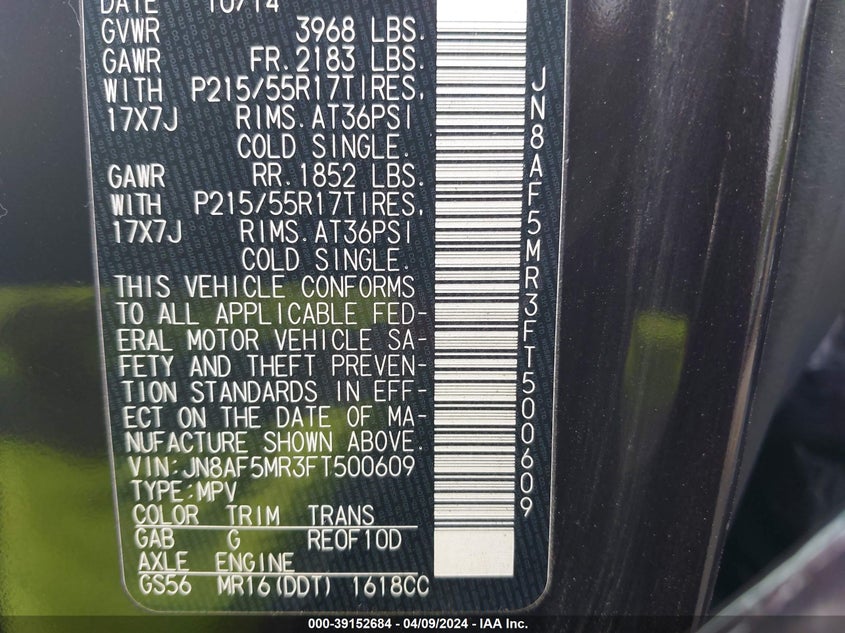 DATE 10/14
GVWR 3968 LBS.
GAWR FR.2183 LBS.
WITH P215/55R17TIRES,
17X7J RIMS.AT36PSI
COLD SINGLE.
GAWR RR.1852 LBS.
WITH P215/55R17TIRES,
17X7J RIMS.AT36PSI
COLD SINGLE.
THIS VEHICLE CONFORMS
TO ALL APPLICABLE FED-
ERAL MOTOR VEHICLE SA-
FETY AND THEFT PREVEN-
TION STANDARDS IN EFF-
ECT ON THE DATE OF MA-
NUFACTURE SHOWN ABOVE.
VIN:JN8AF5MR3FT500609
TYPE:MPV
COLOR TRIM TRANS
GAB G RE0F10D
AXLE ENGINE
GS56 MR16(DDT) 1618CC
JN8AF5MR3FT500609
000-39152684 - 04/09/2024 - IAA Inc.